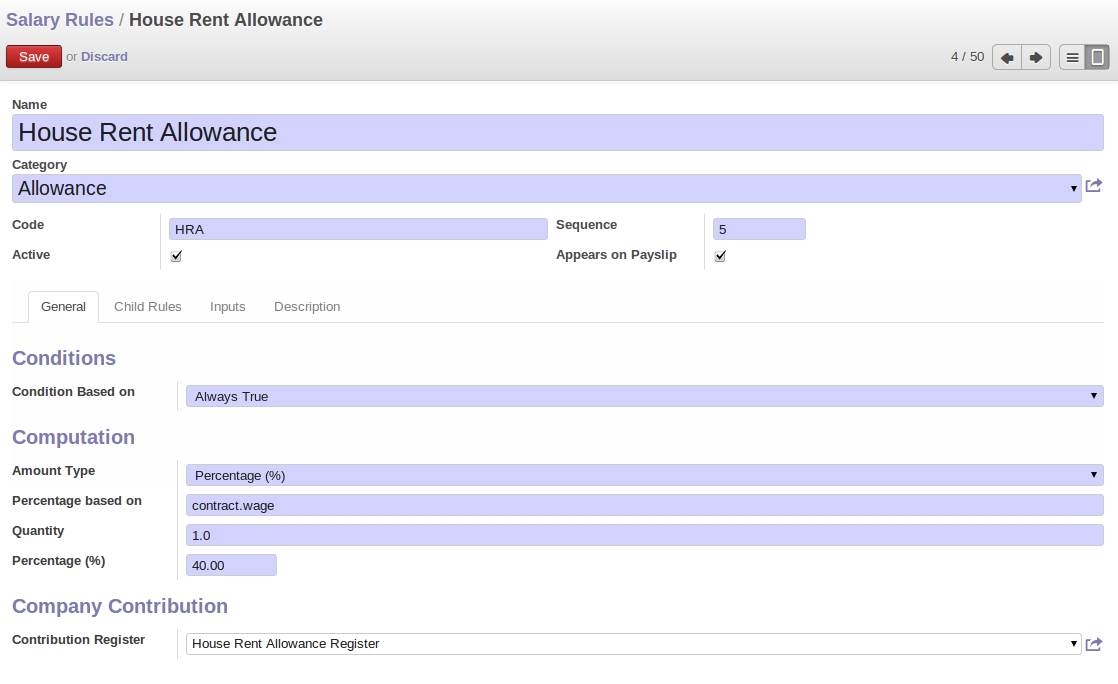 Salary Rules / House Rent Allowance
Save or Discard 4 / 50
Name
House Rent Allowance
Category
Allowance
Code HRA Sequence 5
Active Appears on Payslip
General Child Rules Inputs Description
Conditions
Condition Based on Always True
Computation
Amount Type Percentage (%)
Percentage based on contract.wage
Quantity 1.0
Percentage (%) 40.00
Company Contribution
Contribution Register House Rent Allowance Register